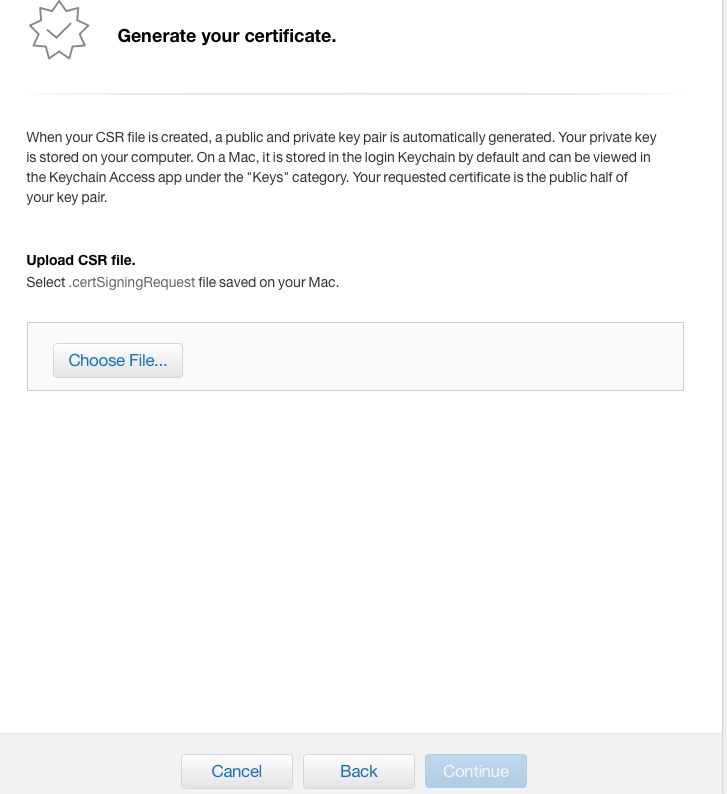 Generate your certificate.
When your CSR file is created, a public and private key pair is automatically generated. Your private key
is stored on your computer. On a Mac, it is stored in the login Keychain by default and can be viewed in
the Keychain Access app under the "Keys" category. Your requested certificate is the public half of
your key pair.
Upload CSR file.
Select .certSigningRequest file saved on your Mac.
Choose File...
Cancel Back Continue